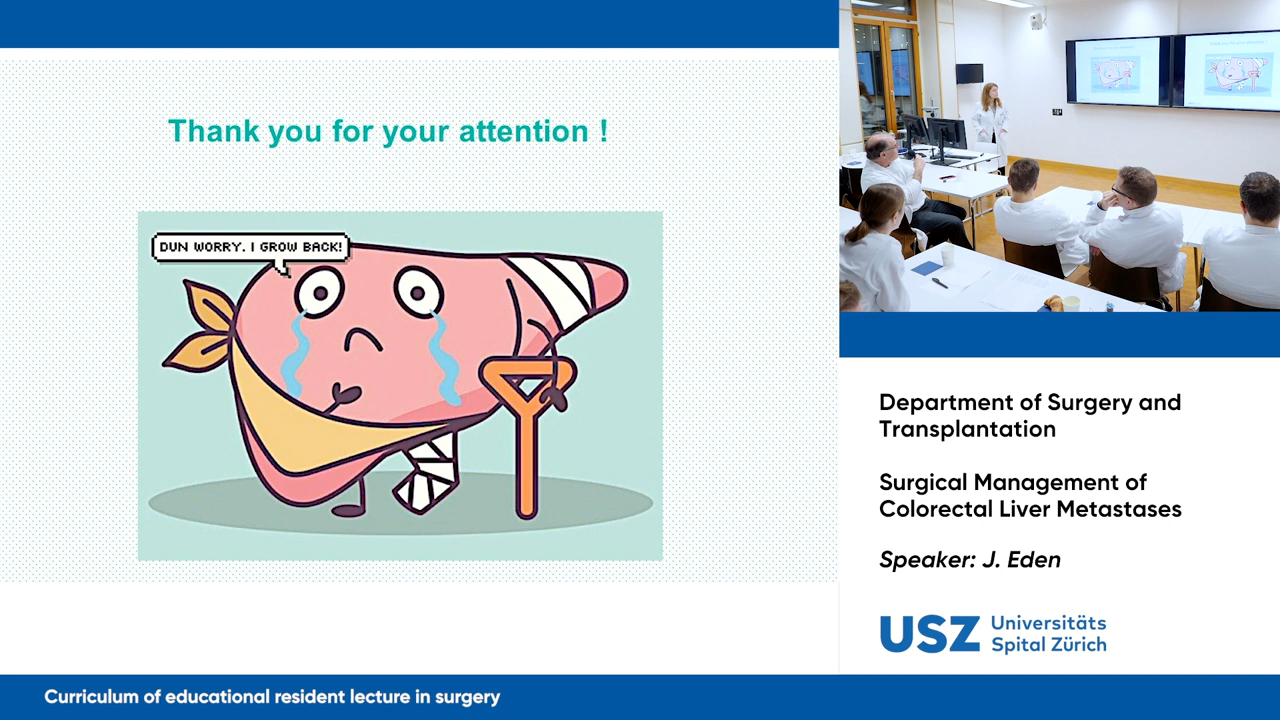 Thank you for your attention !
DUN WORRY. I GROW BACK!
Department of Surgery and
Transplantation
Surgical Management of
Colorectal Liver Metastases
Speaker: J. Eden
USZ Universitäts
Spital Zürich
Curriculum of educational resident lecture in surgery